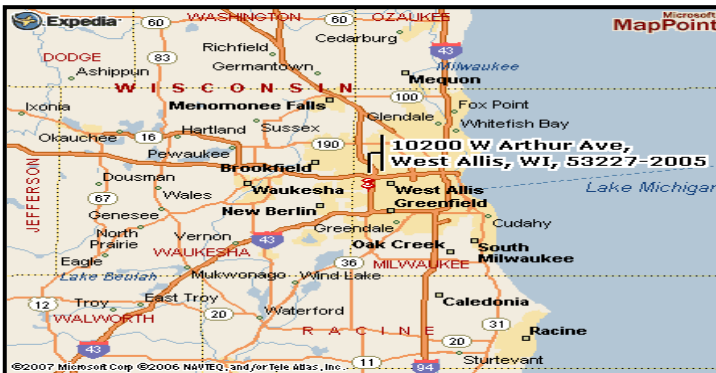 Expedia
Microsoft
MapPoint
WASHINGTON
60
60
OZAUKEE
Cedarburg
43
Richfield
DODGE
83
Germantown
Ashippun
Milwaukee
Mequon
WISCONSIN
100
Menomonee Falls
Fox Point
Ixonia
Glendale
Hartland
Sussex
Whitefish Bay
Okauchee
16
190
10200 W Arthur Ave,
West Allis, WI, 53227-2005
Pewaukee
Brookfield
Dousman
Waukesha
West Allis
Lake Michigan
JEFFERSON
67
Wales
Greenfield
Genesee
New Berlin
Cudahy
North
Prairie
Vernon
43
Greendale
Oak Creek
South
Milwaukee
Eagle
WAUKESHA
36
MILWAUKEE
Lake Beulah
Mukwonago
Wind Lake
12
Troy
East Troy
20
Waterford
Caledonia
WALWORTH
RACINE
31
Racine
43
20
11
94
Sturtevant
©2007 Microsoft Corp ©2006 NAVTEQ, and/or Tele Atlas, Inc.